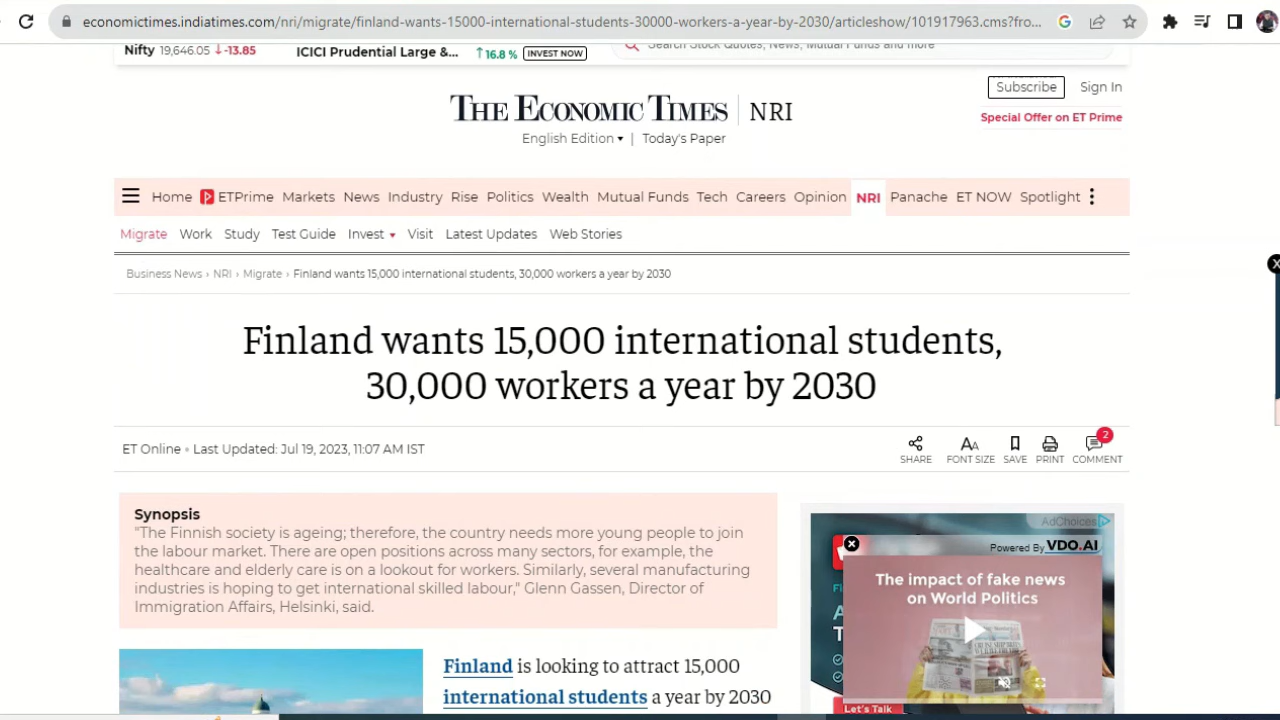 economictimes.indiatimes.com/nri/migrate/finland-wants-15000-international-students-30000-workers-a-year-by-2030/articleshow/101917963.cms?fro...
Nifty 19,646.05 ↓-13.85 ICICI Prudential Large &... ↑16.8 % INVEST NOW Search Stock Quotes, News, Mutual Funds and more
Subscribe Sign In
THE ECONOMIC TIMES | NRI
Special Offer on ET Prime
English Edition ▾ | Today's Paper
Home ETPrime Markets News Industry Rise Politics Wealth Mutual Funds Tech Careers Opinion NRI Panache ET NOW Spotlight
Migrate Work Study Test Guide Invest ▾ Visit Latest Updates Web Stories
Business News › NRI › Migrate › Finland wants 15,000 international students, 30,000 workers a year by 2030
Finland wants 15,000 international students,
30,000 workers a year by 2030
ET Online • Last Updated: Jul 19, 2023, 11:07 AM IST
SHARE FONT SIZE SAVE PRINT COMMENT 2
Synopsis
"The Finnish society is ageing; therefore, the country needs more young people to join
the labour market. There are open positions across many sectors, for example, the
healthcare and elderly care is on a lookout for workers. Similarly, several manufacturing
industries is hoping to get international skilled labour," Glenn Gassen, Director of
Immigration Affairs, Helsinki, said.
Finland is looking to attract 15,000
international students a year by 2030
AdChoices
Powered By VDO.AI
The impact of fake news
on World Politics
Let's Talk